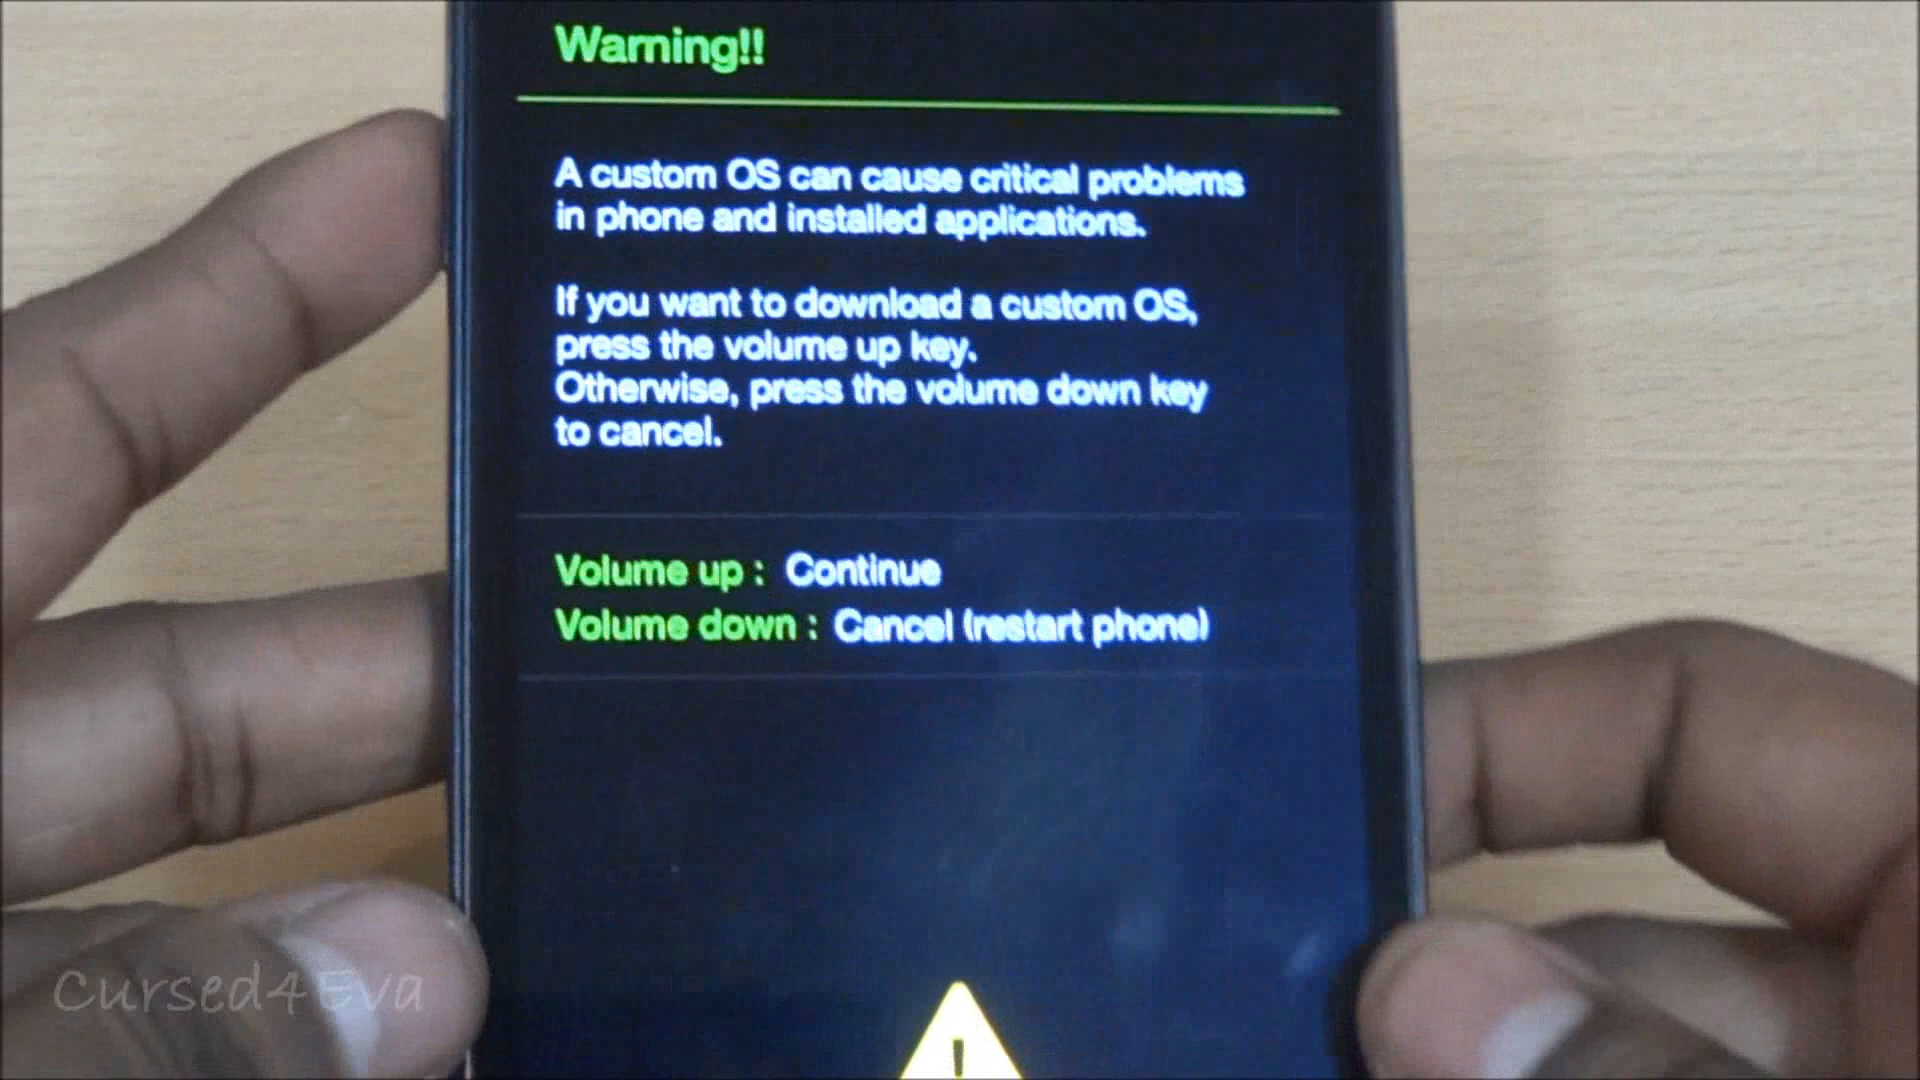 Warning!!
A custom OS can cause critical problems
in phone and installed applications.
If you want to download a custom OS,
press the volume up key.
Otherwise, press the volume down key
to cancel.
Volume up : Continue
Volume down : Cancel (restart phone)
!
Cursed4Eva